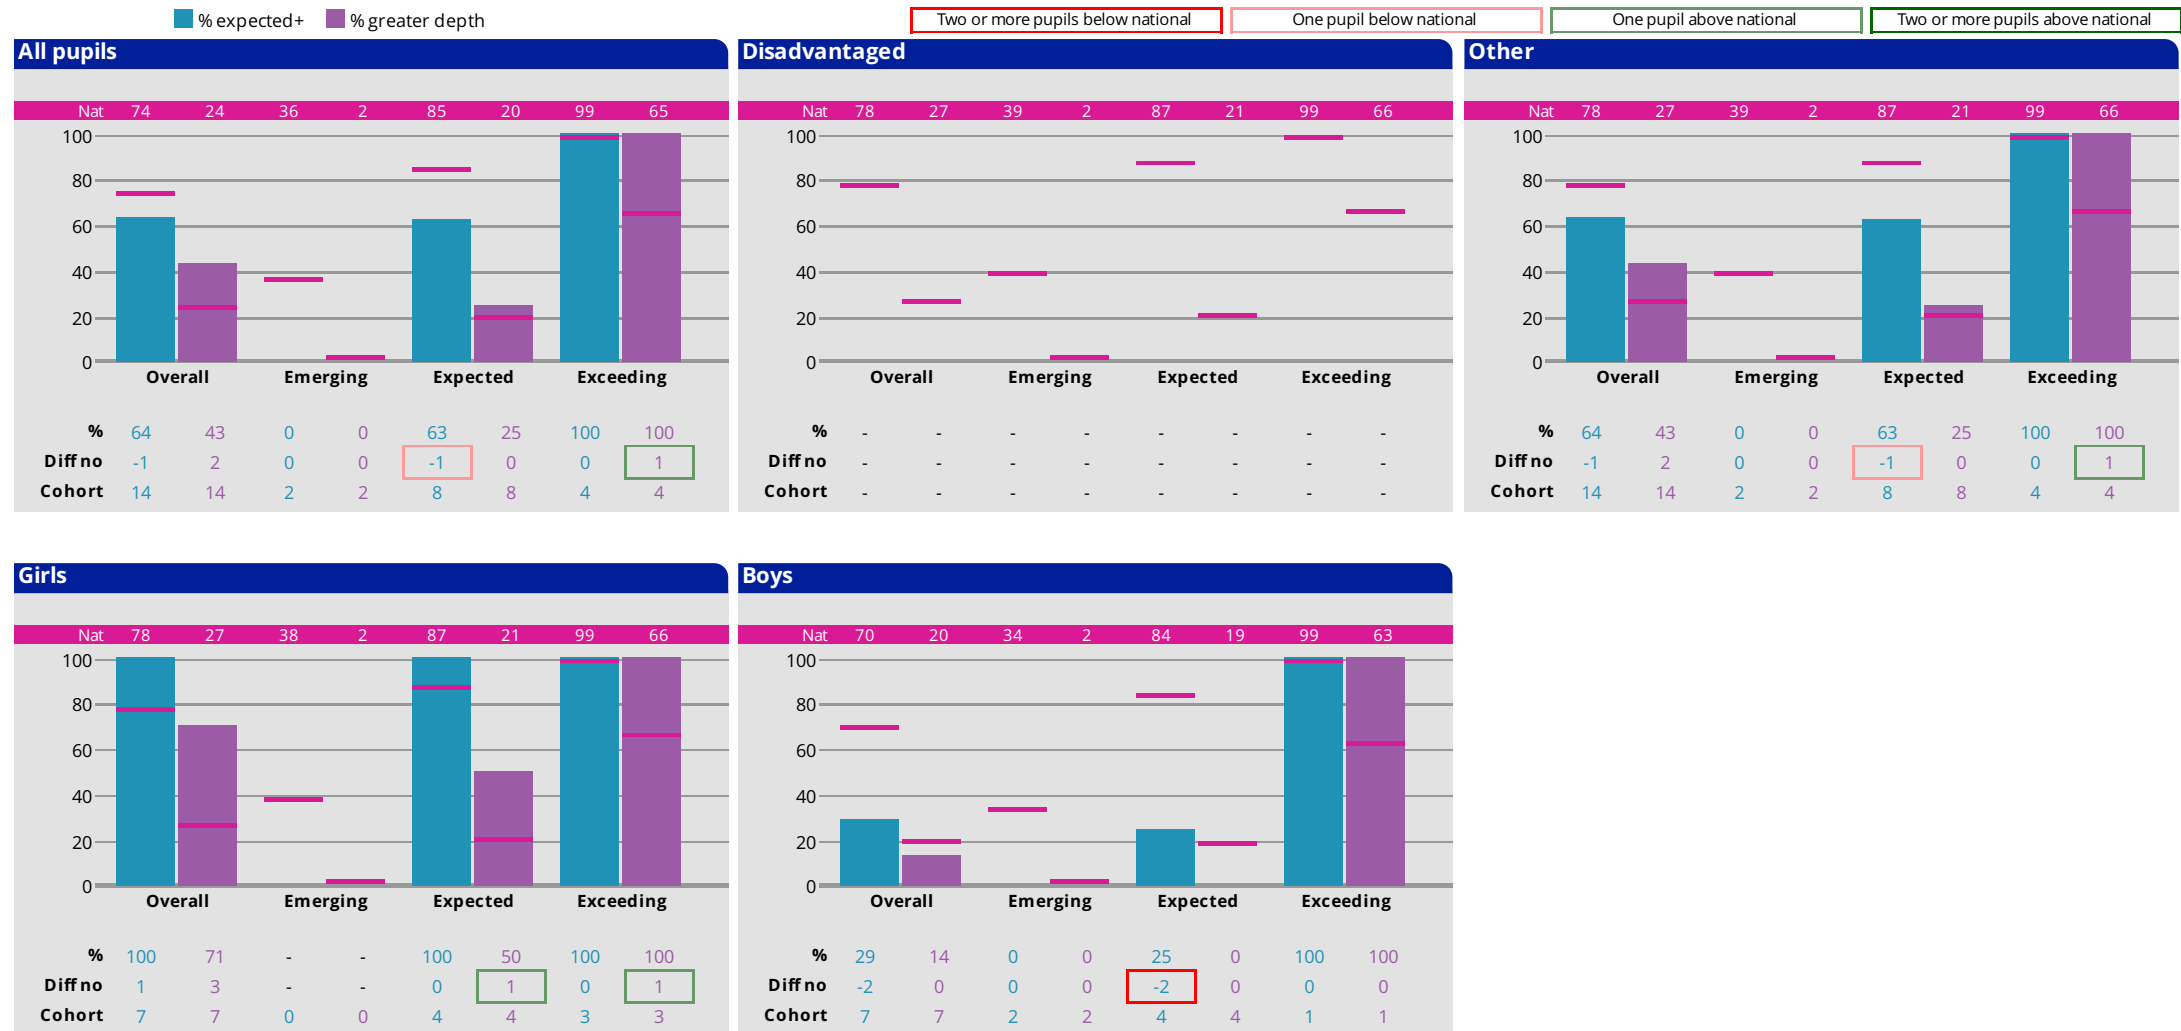 % expected+ % greater depth
Two or more pupils below national One pupil below national One pupil above national Two or more pupils above national
All pupils
Nat 74 24 36 2 85 20 99 65
100
80
60
40
20
0
Overall Emerging Expected Exceeding
% 64 43 0 0 63 25 100 100
Diff no -1 2 0 0 -1 0 0 1
Cohort 14 14 2 2 8 8 4 4
Disadvantaged
Nat 78 27 39 2 87 21 99 66
100
80
60
40
20
0
Overall Emerging Expected Exceeding
% - - - - - - - -
Diff no - - - - - - - -
Cohort - - - - - - - -
Other
Nat 78 27 39 2 87 21 99 66
100
80
60
40
20
0
Overall Emerging Expected Exceeding
% 64 43 0 0 63 25 100 100
Diff no -1 2 0 0 -1 0 0 1
Cohort 14 14 2 2 8 8 4 4
Girls
Nat 78 27 38 2 87 21 99 66
100
80
60
40
20
0
Overall Emerging Expected Exceeding
% 100 71 - - 100 50 100 100
Diff no 1 3 - - 0 1 0 1
Cohort 7 7 0 0 4 4 3 3
Boys
Nat 70 20 34 2 84 19 99 63
100
80
60
40
20
0
Overall Emerging Expected Exceeding
% 29 14 0 0 25 0 100 100
Diff no -2 0 0 0 -2 0 0 0
Cohort 7 7 2 2 4 4 1 1